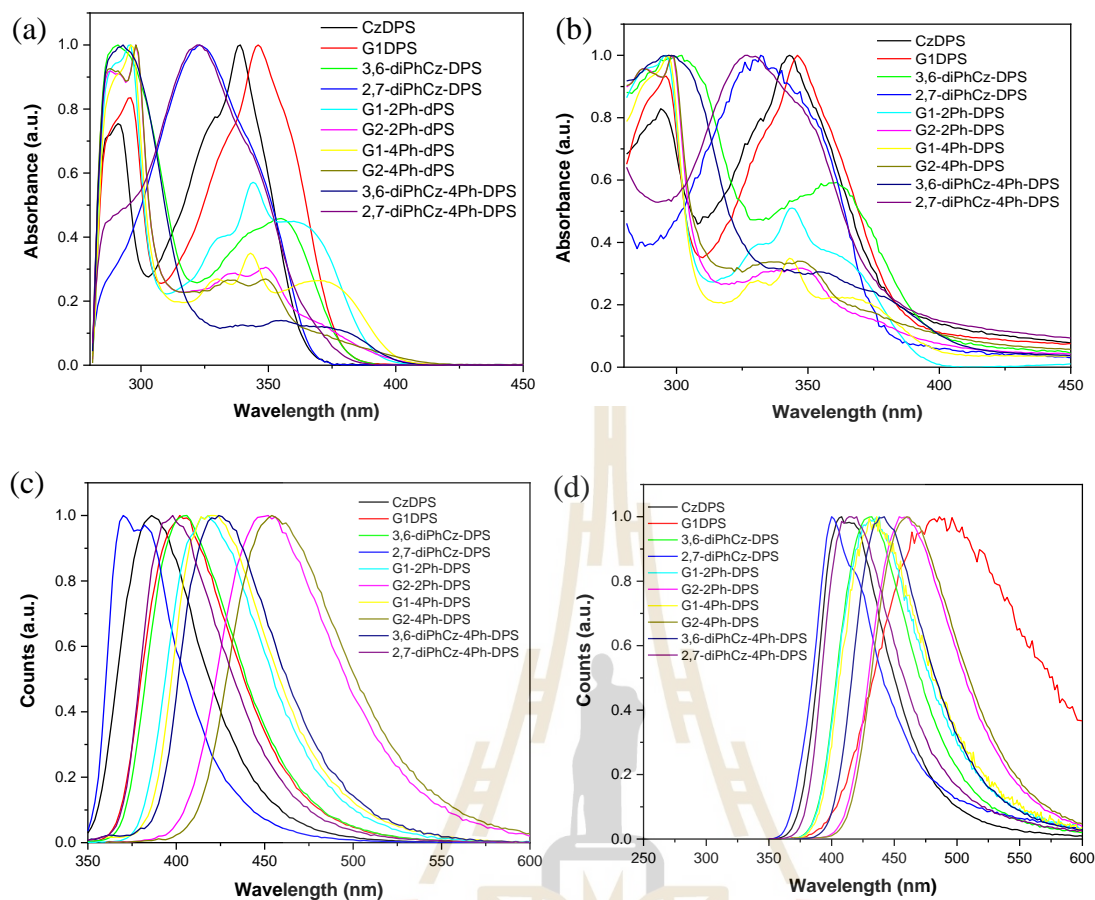 (a)
CzDPS
G1DPS
3,6-diPhCz-DPS
2,7-diPhCz-DPS
G1-2Ph-dPS
G2-2Ph-dPS
G1-4Ph-dPS
G2-4Ph-dPS
3,6-diPhCz-4Ph-DPS
2,7-diPhCz-4Ph-DPS
1.0
0.8
0.6
0.4
0.2
0.0
300
350
400
450
Absorbance (a.u.)
Wavelength (nm)
(b)
CzDPS
G1DPS
3,6-diPhCz-DPS
2,7-diPhCz-DPS
G1-2Ph-DPS
G2-2Ph-DPS
G1-4Ph-DPS
G2-4Ph-DPS
3,6-diPhCz-4Ph-DPS
2,7-diPhCz-4Ph-DPS
1.0
0.8
0.6
0.4
0.2
0.0
300
350
400
450
Absorbance (a.u.)
Wavelength (nm)
(c)
CzDPS
G1DPS
3,6-diPhCz-DPS
2,7-diPhCz-DPS
G1-2Ph-DPS
G2-2Ph-DPS
G1-4Ph-DPS
G2-4Ph-DPS
3,6-diPhCz-4Ph-DPS
2,7-diPhCz-4Ph-DPS
1.0
0.8
0.6
0.4
0.2
0.0
350
400
450
500
550
600
Counts (a.u.)
Wavelength (nm)
(d)
CzDPS
G1DPS
3,6-diPhCz-DPS
2,7-diPhCz-DPS
G1-2Ph-DPS
G2-2Ph-DPS
G1-4Ph-DPS
G2-4Ph-DPS
3,6-diPhCz-4Ph-DPS
2,7-diPhCz-4Ph-DPS
1.0
0.8
0.6
0.4
0.2
0.0
250
300
350
400
450
500
550
600
Counts (a.u.)
Wavelength (nm)